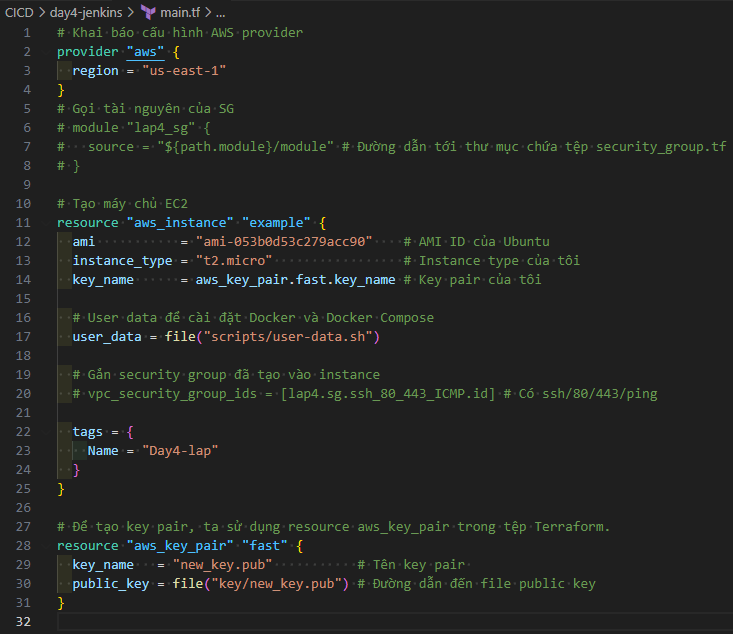 CICD > day4-jenkins > main.tf > ...
1 # Khai báo cấu hình AWS provider
2 provider "aws" {
3   region = "us-east-1"
4 }
5 # Gọi tài nguyên của SG
6 # module "lap4_sg" {
7 #   source = "${path.module}/module" # Đường dẫn tới thư mục chứa tệp security_group.tf
8 # }
9
10 # Tạo máy chủ EC2
11 resource "aws_instance" "example" {
12   ami           = "ami-053b0d53c279acc90"    # AMI ID của Ubuntu
13   instance_type = "t2.micro"                 # Instance type của tôi
14   key_name      = aws_key_pair.fast.key_name # Key pair của tôi
15
16   # User data để cài đặt Docker và Docker Compose
17   user_data = file("scripts/user-data.sh")
18
19   # Gắn security group đã tạo vào instance
20   # vpc_security_group_ids = [lap4.sg.ssh_80_443_ICMP.id] # Có ssh/80/443/ping
21
22   tags = {
23     Name = "Day4-lap"
24   }
25 }
26
27 # Để tạo key pair, ta sử dụng resource aws_key_pair trong tệp Terraform.
28 resource "aws_key_pair" "fast" {
29   key_name   = "new_key.pub"           # Tên key pair
30   public_key = file("key/new_key.pub") # Đường dẫn đến file public key
31 }
32